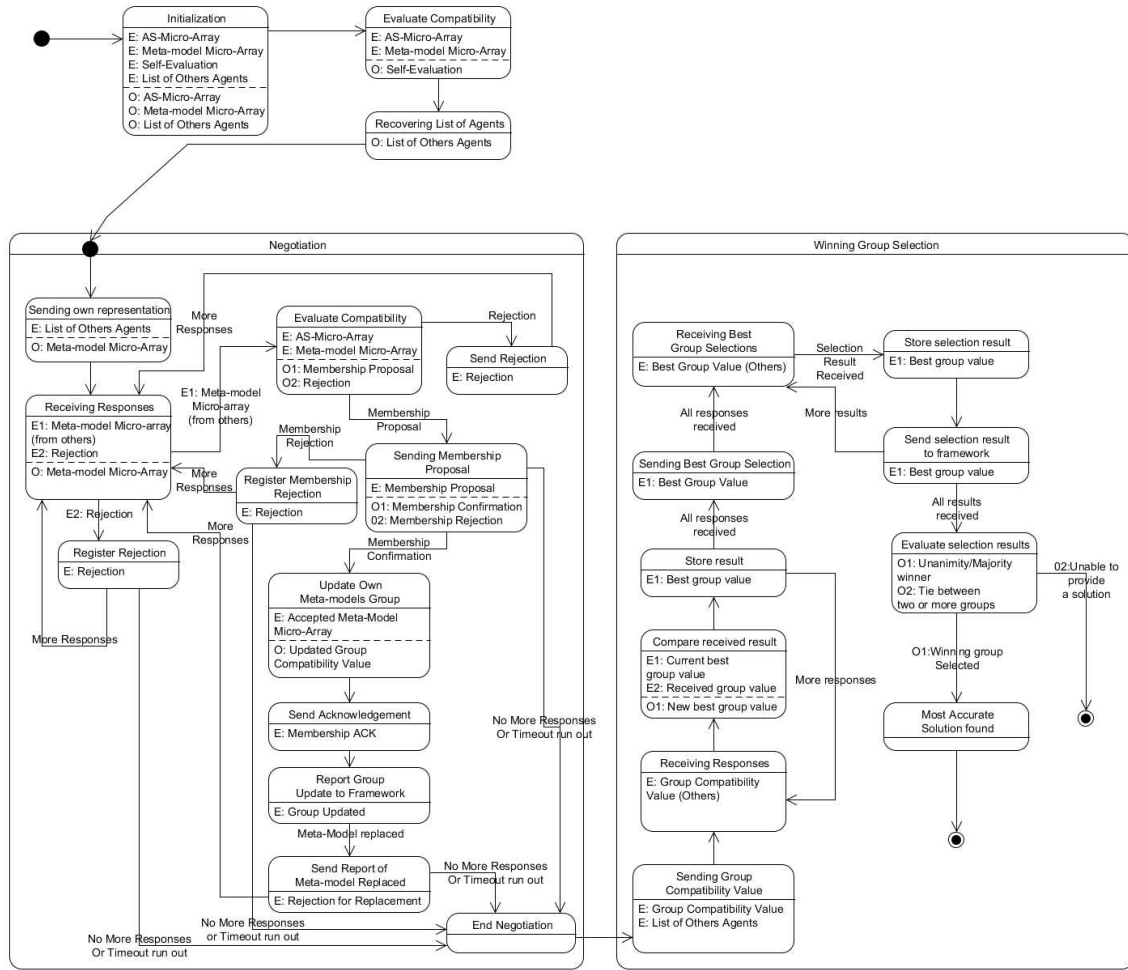 Initialization
E: AS-Micro-Array
E: Meta-model Micro-Array
E: Self-Evaluation
E: List of Others Agents
O: AS-Micro-Array
O: Meta-model Micro-Array
O: List of Others Agents
Evaluate Compatibility
E: AS-Micro-Array
E: Meta-model Micro-Array
O: Self-Evaluation
Recovering List of Agents
O: List of Others Agents
Negotiation
Sending own representation
E: List of Others Agents
O: Meta-model Micro-Array
More
Responses
Evaluate Compatibility
E: AS-Micro-Array
E: Meta-model Micro-Array
O1: Membership Proposal
O2: Rejection
Rejection
Send Rejection
E: Rejection
Receiving Responses
E1: Meta-model Micro-array
(from others)
E2: Rejection
O: Meta-model Micro-Array
E1: Meta-model
Micro-array
(from others)
Membership
Proposal
Membership
Rejection
Sending Membership
Proposal
E: Membership Proposal
O1: Membership Confirmation
02: Membership Rejection
More
Responses
Register Membership
Rejection
E: Rejection
E2: Rejection
More
Responses
Register Rejection
E: Rejection
More Responses
Membership
Confirmation
Update Own
Meta-models Group
E: Accepted Meta-Model
Micro-Array
O: Updated Group
Compatibility Value
Send Acknowledgement
E: Membership ACK
No More Responses
Or Timeout run out
Report Group
Update to Framework
E: Group Updated
Meta-Model replaced
Send Report of
Meta-model Replaced
E: Rejection for Replacement
No More Responses
Or Timeout run out
No More Responses
or Timeout run out
No More Responses
Or Timeout run out
End Negotiation
Winning Group Selection
Receiving Best
Group Selections
E: Best Group Value (Others)
Selection
Result
Received
Store selection result
E1: Best group value
More results
All responses
received
Send selection result
to framework
E1: Best group value
Sending Best Group Selection
E1: Best Group Value
All responses
received
All results
received
Store result
E1: Best group value
Evaluate selection results
O1: Unanimity/Majority
winner
O2: Tie between
two or more groups
02:Unable to
provide
a solution
Compare received result
E1: Current best
group value
E2: Received group value
O1: New best group value
More responses
O1:Winning group
Selected
Most Accurate
Solution found
Receiving Responses
E: Group Compatibility
Value (Others)
Sending Group
Compatibility Value
E: Group Compatibility Value
E: List of Others Agents